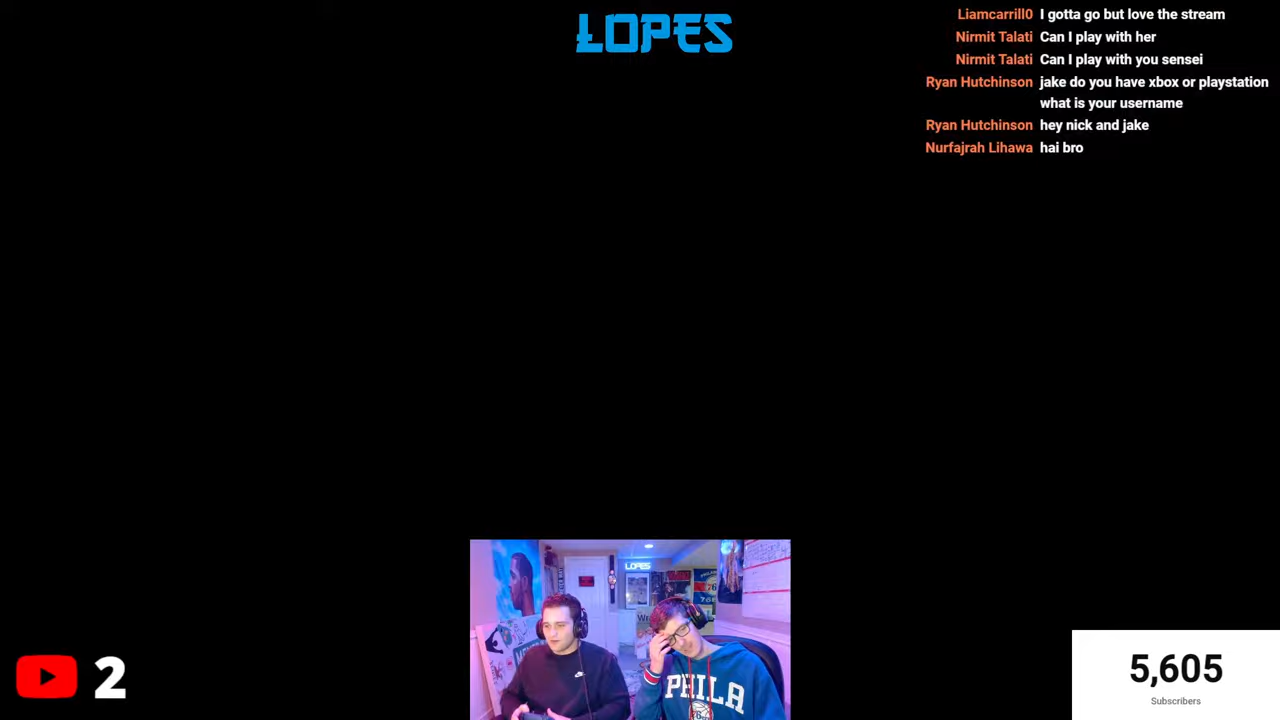 LOPES
Liamcarrill0 I gotta go but love the stream
Nirmit Talati Can I play with her
Nirmit Talati Can I play with you sensei
Ryan Hutchinson jake do you have xbox or playstation
what is your username
Ryan Hutchinson hey nick and jake
Nurfajrah Lihawa hai bro
LOPES
76
PHILA
2
5,605
Subscribers